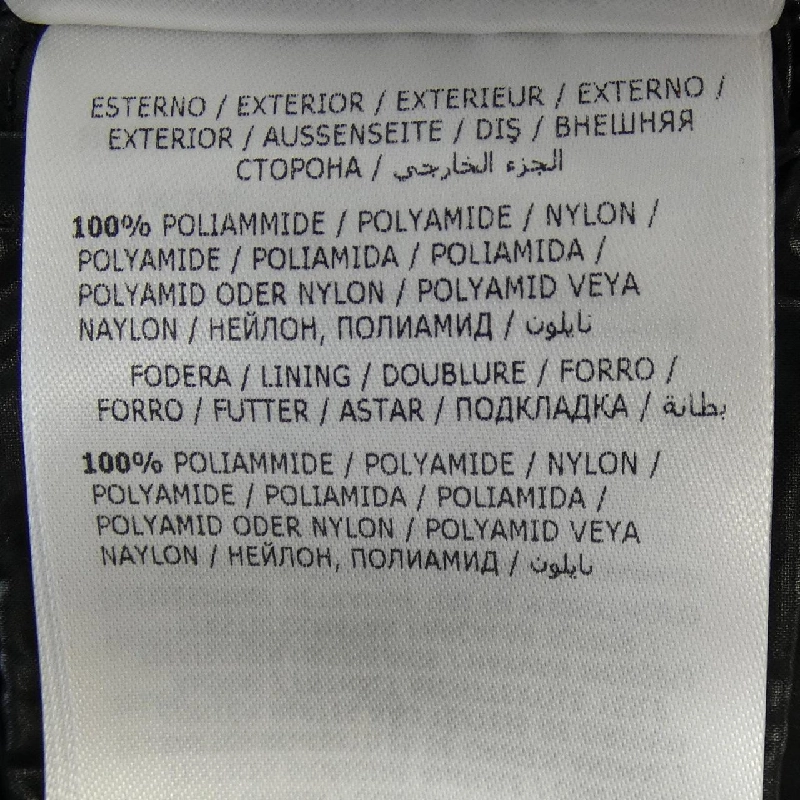 ESTERNO / EXTERIOR / EXTERIEUR / EXTERNO /
EXTERIOR / AUSSENSEITE / DIŞ / ВНЕШНЯЯ
СТОРОНА / الجزء الخارجي
100% POLIAMMIDE / POLYAMIDE / NYLON /
POLYAMIDE / POLIAMIDA / POLIAMIDA /
POLYAMID ODER NYLON / POLYAMID VEYA
NAYLON / НЕЙЛОН, ПОЛИАМИД / نايلون
FODERA / LINING / DOUBLURE / FORRO /
FORRO / FUTTER / ASTAR / ПОДКЛАДКА / بطانة
100% POLIAMMIDE / POLYAMIDE / NYLON /
POLYAMIDE / POLIAMIDA / POLIAMIDA /
POLYAMID ODER NYLON / POLYAMID VEYA
NAYLON / НЕЙЛОН, ПОЛИАМИД / نايلون